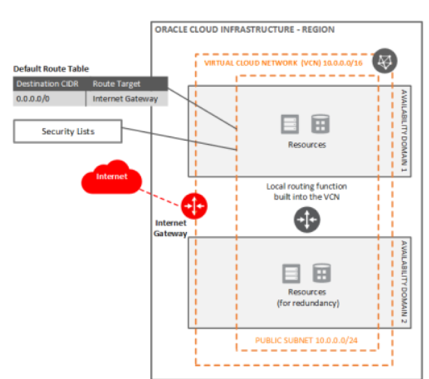 ORACLE CLOUD INFRASTRUCTURE - REGION
VIRTUAL CLOUD NETWORK (VCN) 10.0.0.0/16
Default Route Table
Destination CIDR Route Target
0.0.0.0/0 Internet Gateway
Security Lists
Resources
AVAILABILITY DOMAIN 1
Internet
Local routing function
built into the VCN
Internet
Gateway
Resources
(for redundancy)
AVAILABILITY DOMAIN 2
PUBLIC SUBNET 10.0.0.0/24